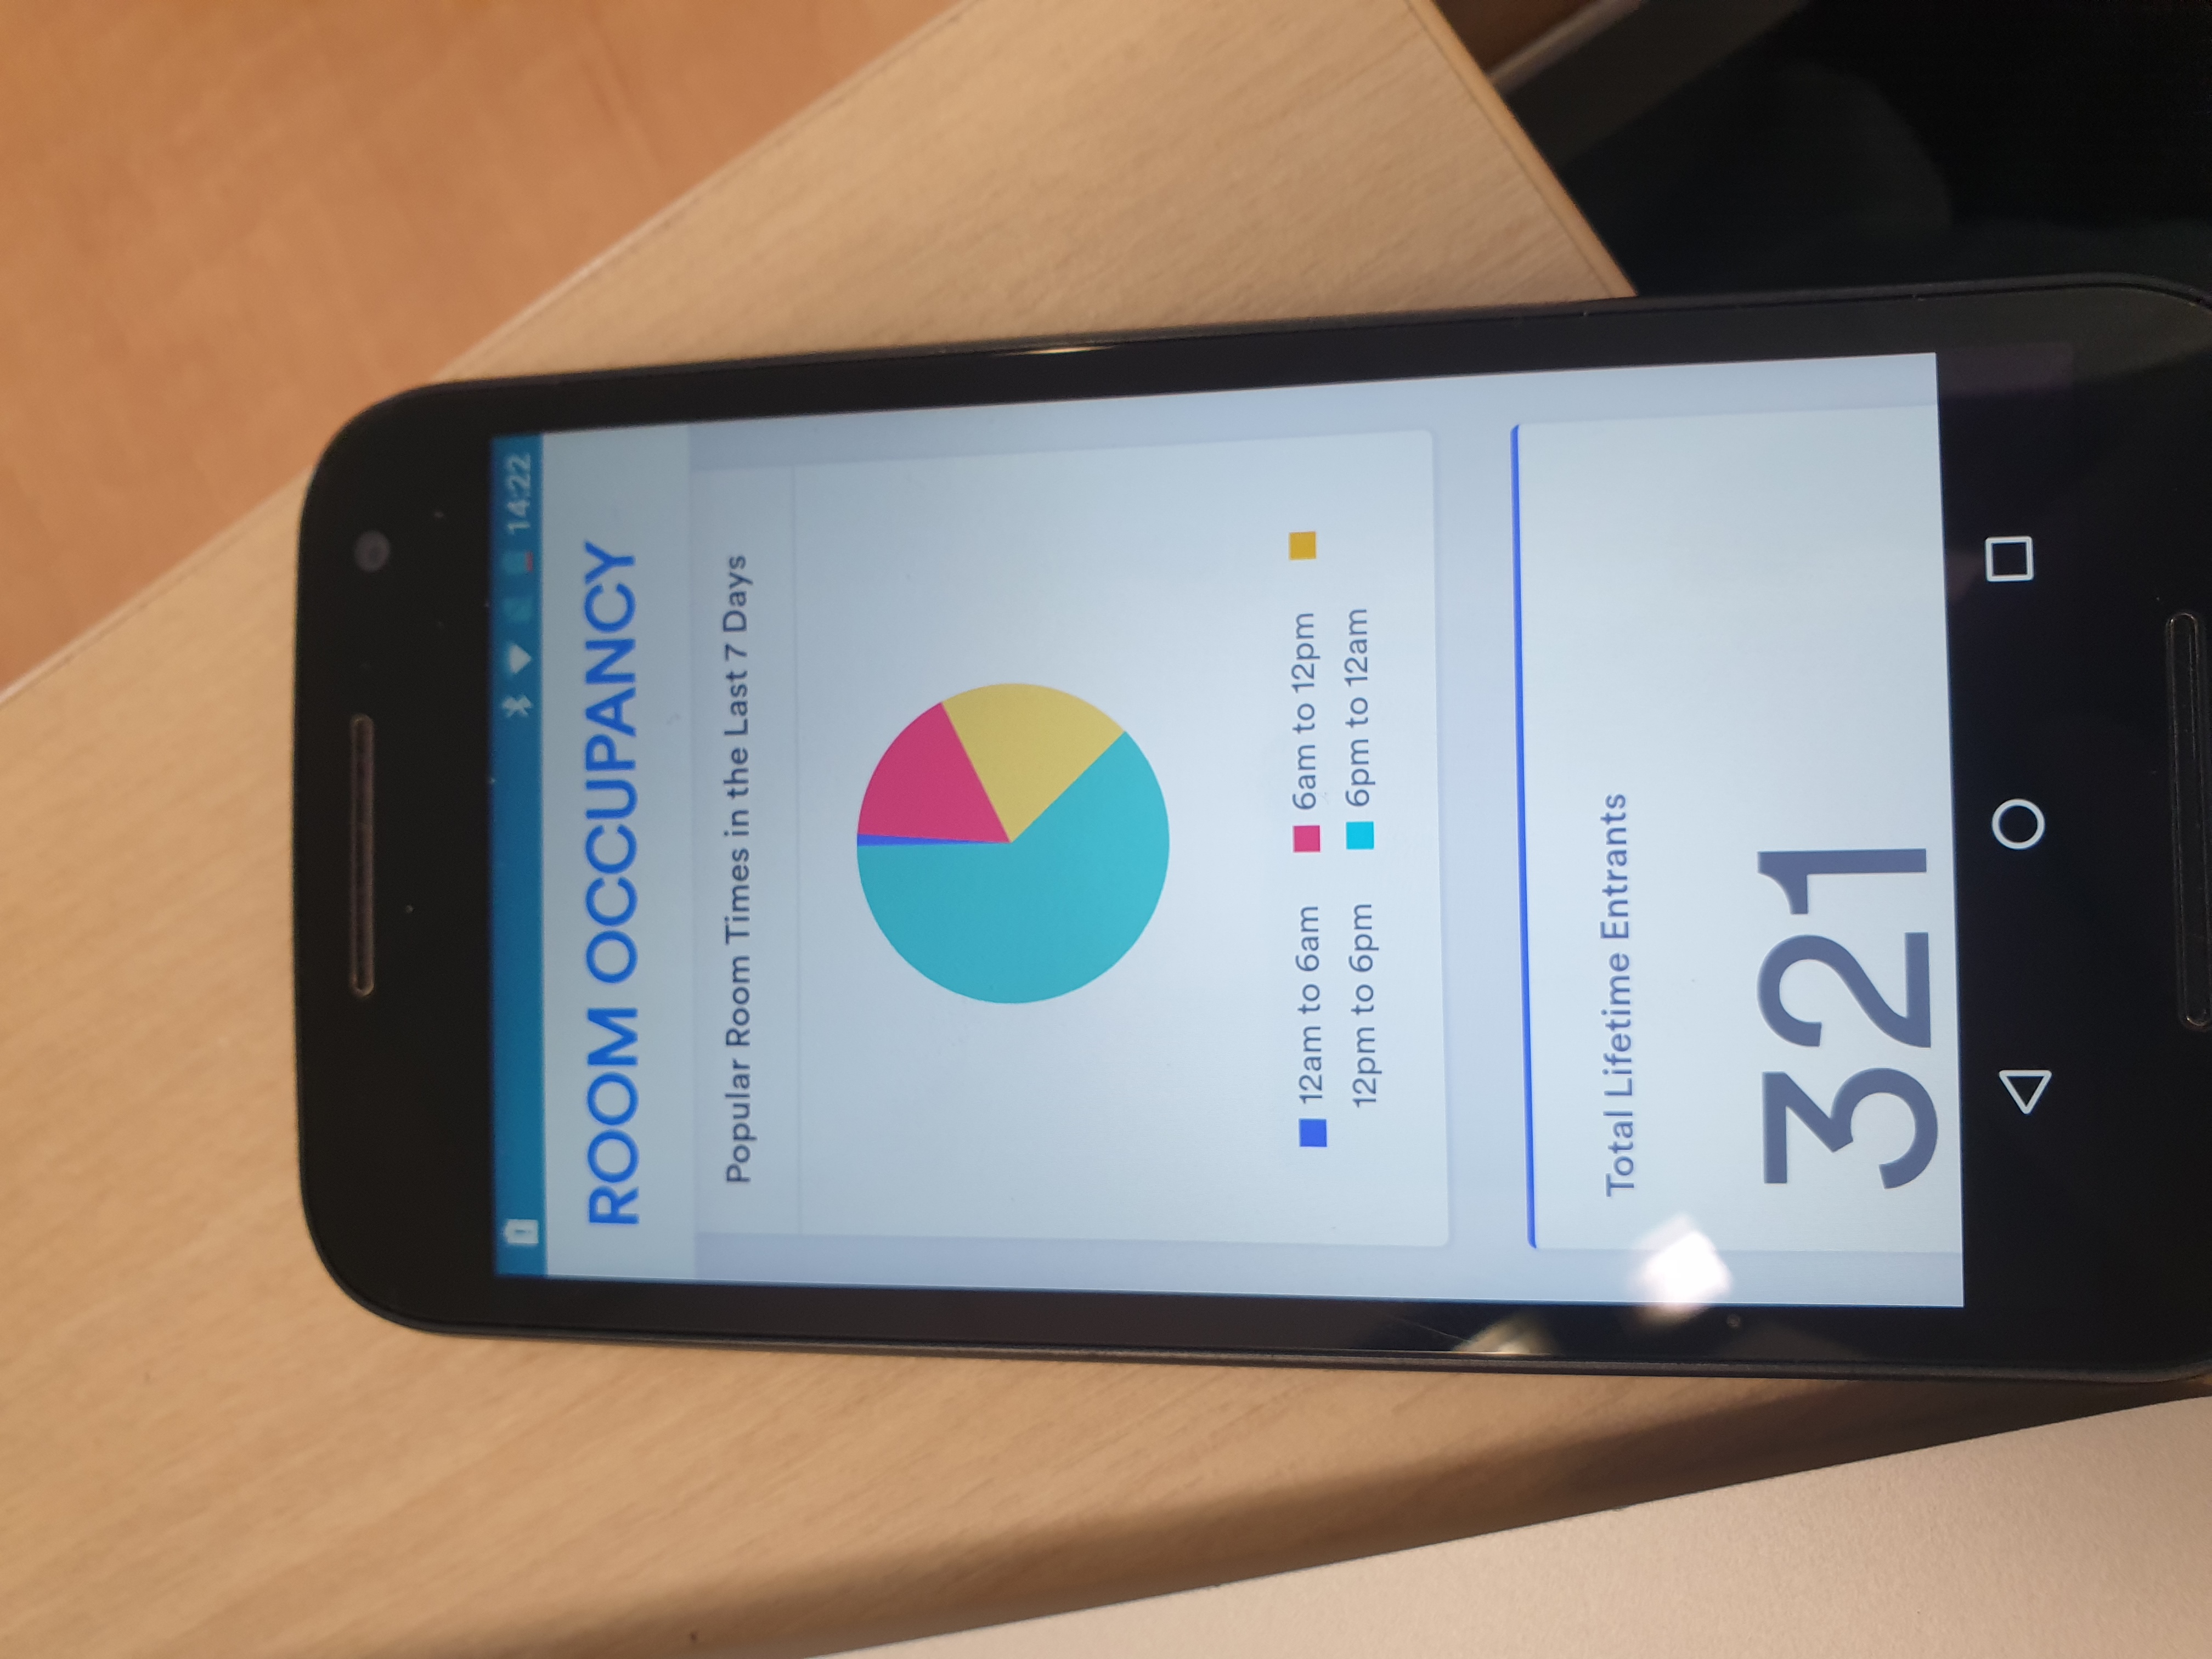 14:22
ROOM OCCUPANCY
Popular Room Times in the Last 7 Days
12am to 6am 6am to 12pm
12pm to 6pm 6pm to 12am
Total Lifetime Entrants
321